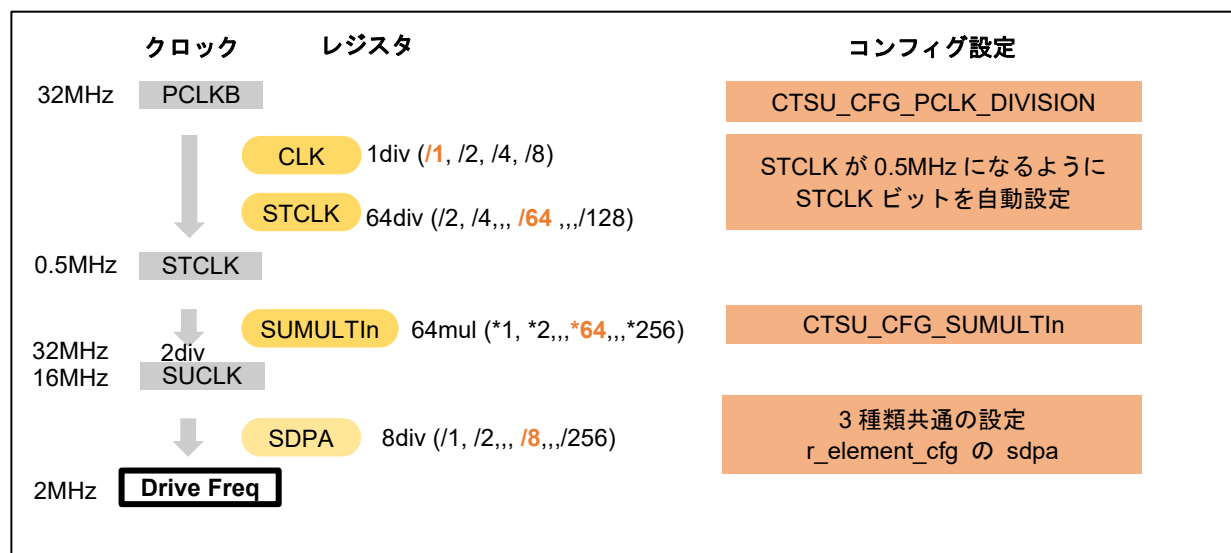 クロック レジスタ コンフィグ設定
32MHz PCLKB CTSU_CFG_PCLK_DIVISION
CLK 1div (/1, /2, /4, /8)
STCLK が 0.5MHz になるように
STCLK ビットを自動設定
STCLK 64div (/2, /4,,, /64 ,,,/128)
0.5MHz STCLK
SUMULTIn 64mul (*1, *2,,,*64,,,*256) CTSU_CFG_SUMULTIn
32MHz 2div
16MHz SUCLK
SDPA 8div (/1, /2,,, /8,,,/256)
3 種類共通の設定
r_element_cfg の sdpa
2MHz Drive Freq